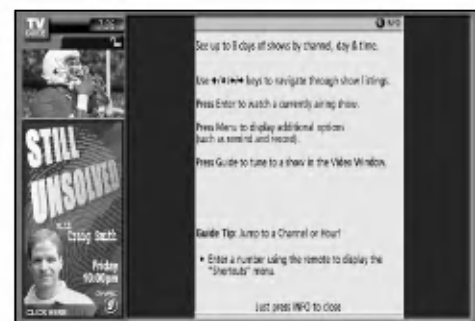 TV
GUIDE
INFO
See up to 8 days of shows by channel, day & time.
Use keys to navigate through show listings.
Press Enter to watch a currently airing show.
Press Menu to display additional options
(such as remind and record).
Press Guide to tune to a show in the Video Window.
STILL
UNSOLVED
with
Craig Smith
Friday
10:00pm
CLICK HERE
Guide Tip: Jump to a Channel or Hour!
• Enter a number using the remote to display the
"Shortcuts" menu.
Just press INFO to close